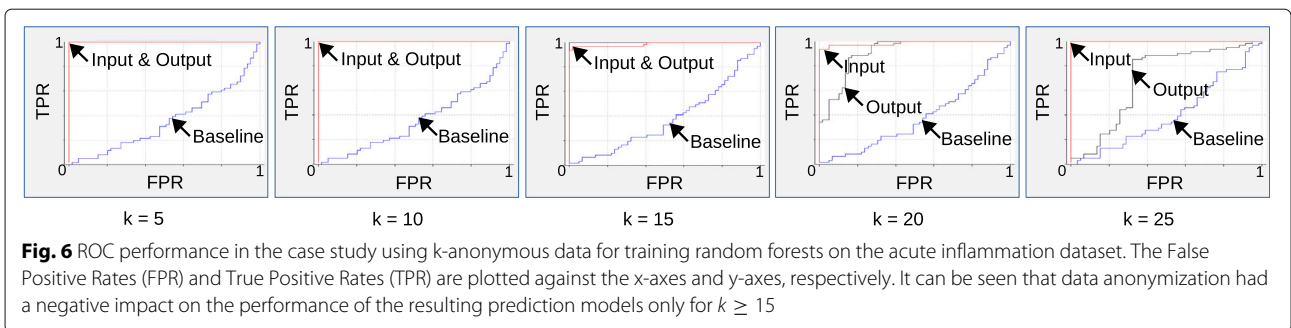 1
TPR
Input & Output
Baseline
0
FPR
1
k = 5
1
TPR
Input & Output
Baseline
0
FPR
1
k = 10
1
TPR
Input & Output
Baseline
0
FPR
1
k = 15
1
TPR
Input
Output
Baseline
0
FPR
1
k = 20
1
TPR
Input
Output
Baseline
0
FPR
1
k = 25
Fig. 6 ROC performance in the case study using k-anonymous data for training random forests on the acute inflammation dataset. The False
Positive Rates (FPR) and True Positive Rates (TPR) are plotted against the x-axes and y-axes, respectively. It can be seen that data anonymization had
a negative impact on the performance of the resulting prediction models only for k ≥ 15